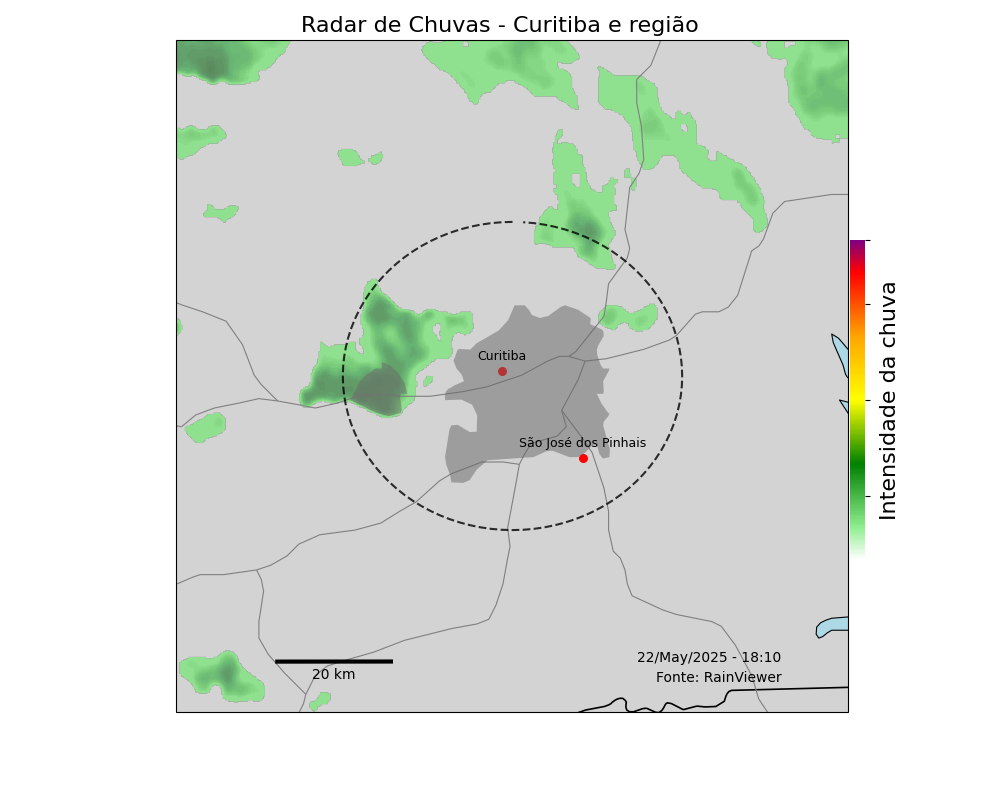 Radar de Chuvas - Curitiba e região
Curitiba
São José dos Pinhais
Intensidade da chuva
22/May/2025 - 18:10
20 km
Fonte: RainViewer